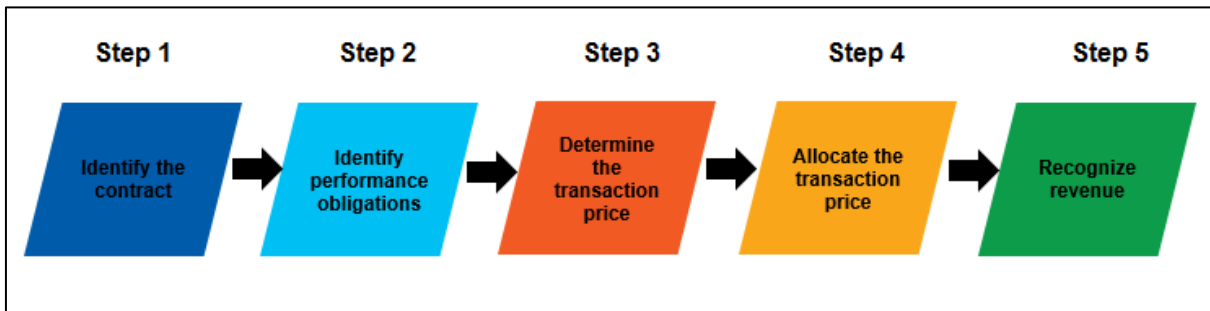 Step 1
Step 2
Step 3
Step 4
Step 5
Identify the
contract
Identify
performance
obligations
Determine
the
transaction
price
Allocate the
transaction
price
Recognize
revenue